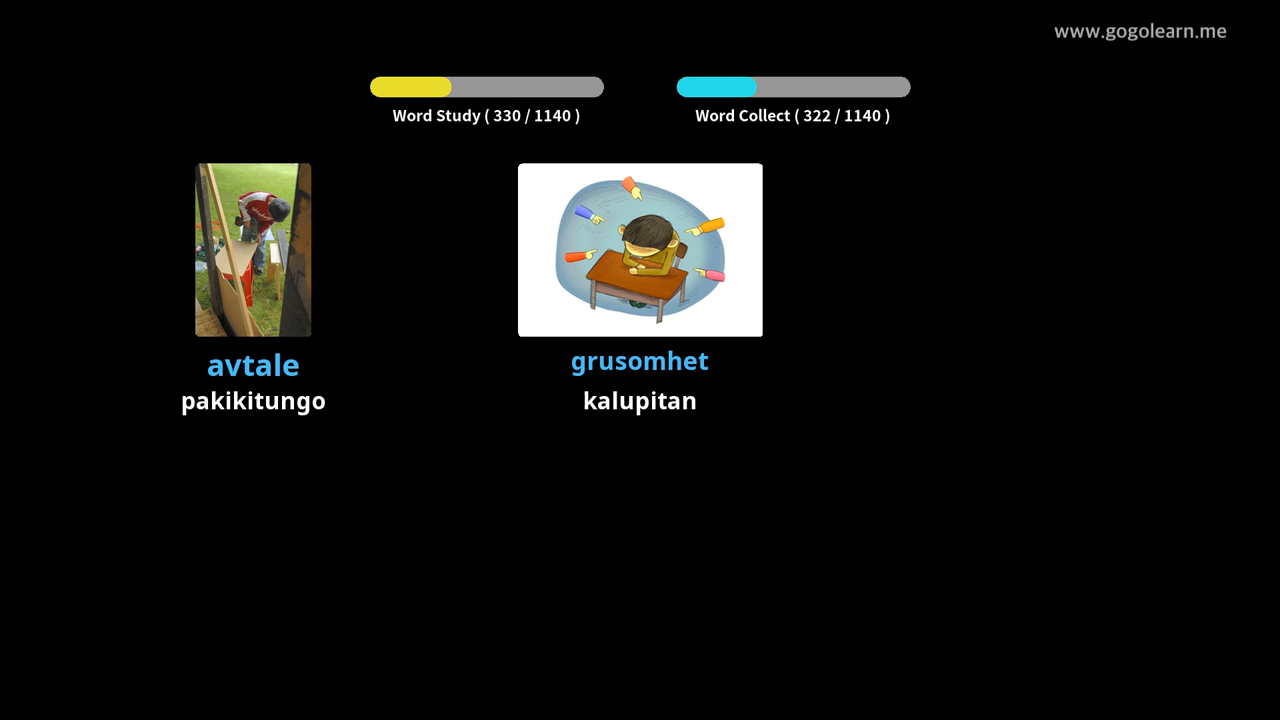 www.gogolearn.me
Word Study ( 330 / 1140 )
Word Collect ( 322 / 1140 )
avtale
pakikitungo
grusomhet
kalupitan